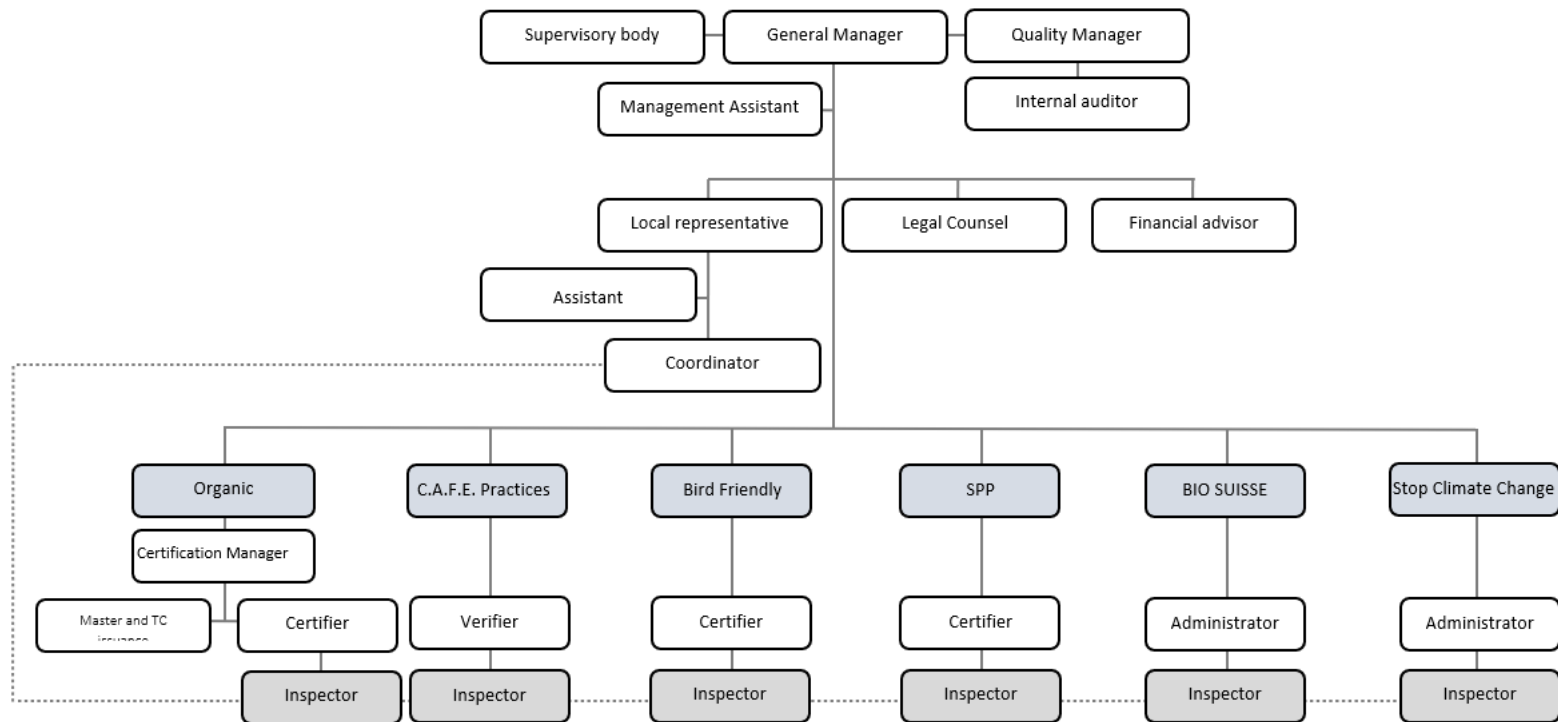 Supervisory body
General Manager
Quality Manager
Management Assistant
Internal auditor
Local representative
Legal Counsel
Financial advisor
Assistant
Coordinator
Organic
C.A.F.E. Practices
Bird Friendly
SPP
BIO SUISSE
Stop Climate Change
Certification Manager
Master and TC
Certifier
Verifier
Certifier
Certifier
Administrator
Administrator
Inspector
Inspector
Inspector
Inspector
Inspector
Inspector